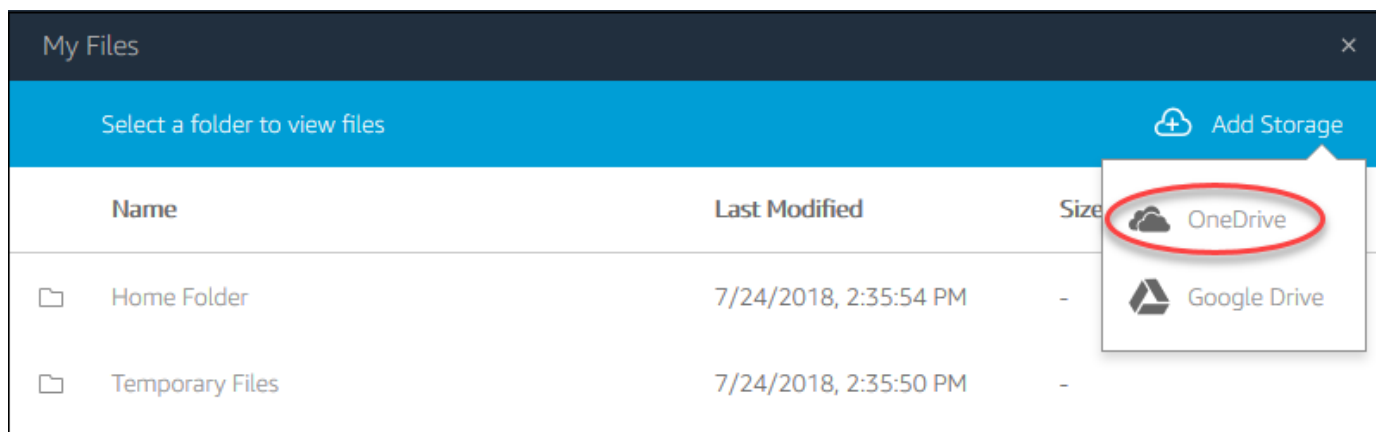 My Files ×
Select a folder to view files Add Storage
Name Last Modified Size
OneDrive
Home Folder 7/24/2018, 2:35:54 PM -
Google Drive
Temporary Files 7/24/2018, 2:35:50 PM -